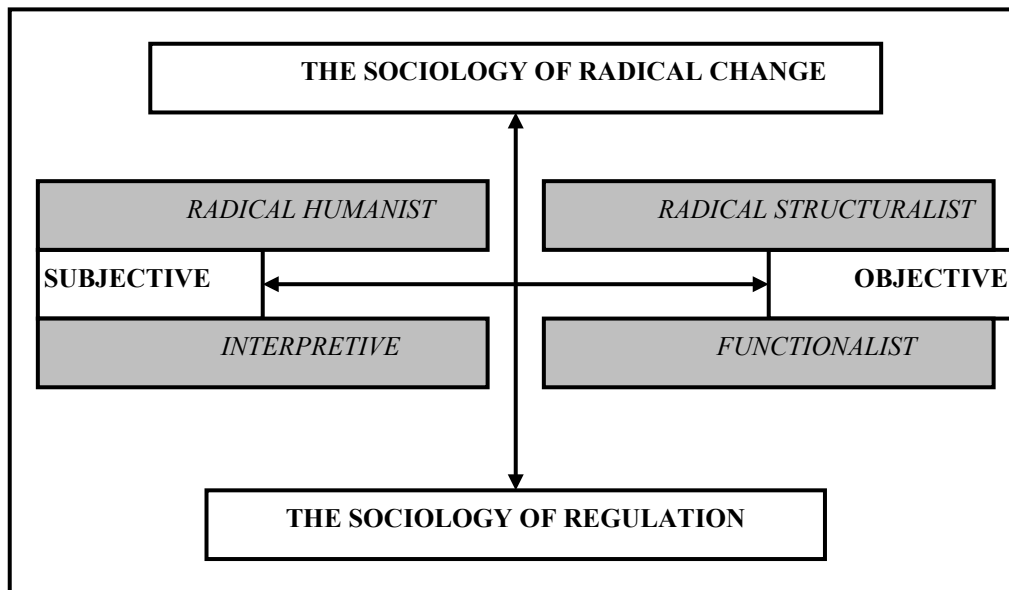 THE SOCIOLOGY OF RADICAL CHANGE
RADICAL HUMANIST
RADICAL STRUCTURALIST
SUBJECTIVE
OBJECTIVE
INTERPRETIVE
FUNCTIONALIST
THE SOCIOLOGY OF REGULATION